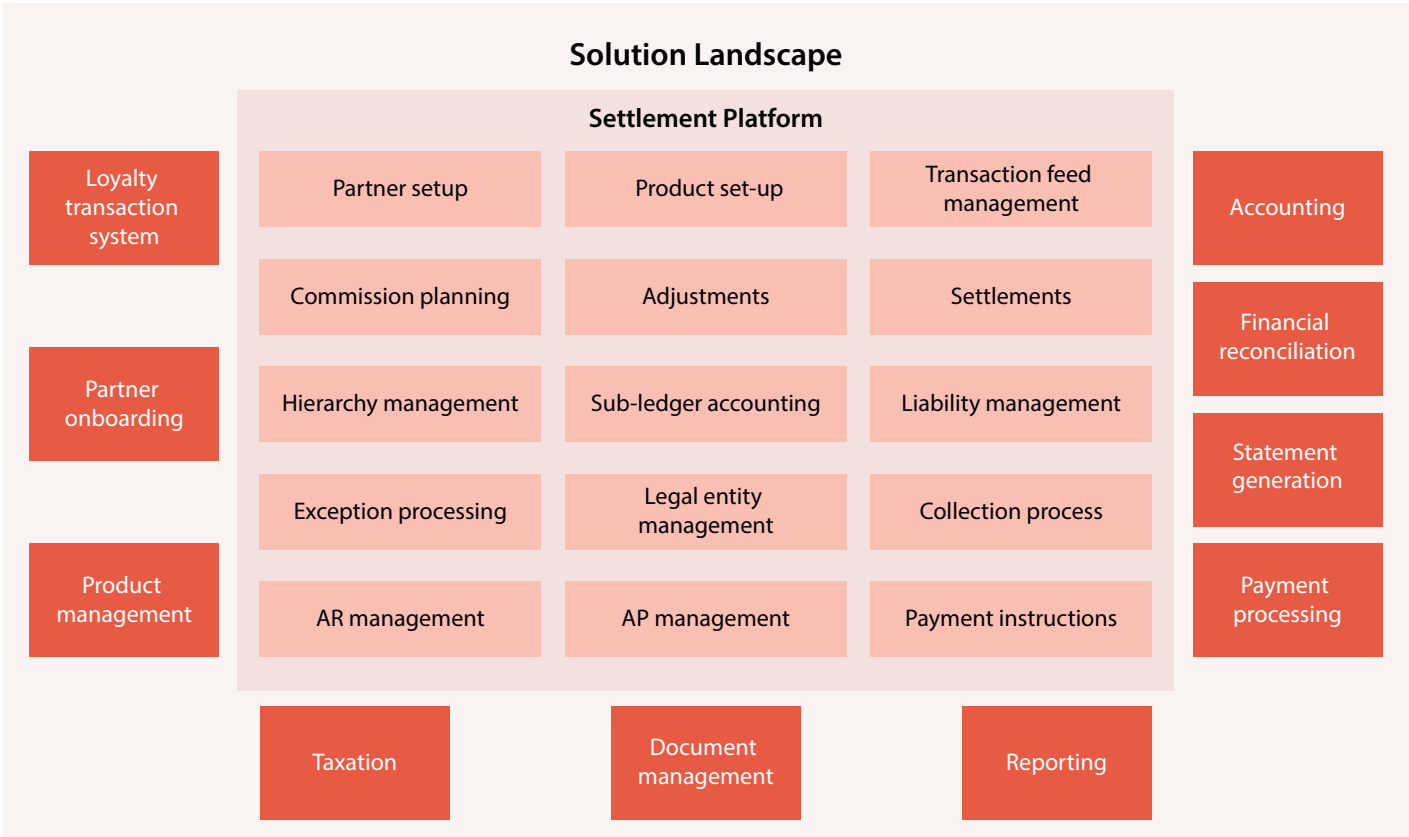 Solution Landscape
Settlement Platform
Loyalty
transaction
system
Partner
onboarding
Product
management
Partner setup
Product set-up
Transaction feed
management
Commission planning
Adjustments
Settlements
Hierarchy management
Sub-ledger accounting
Liability management
Exception processing
Legal entity
management
Collection process
AR management
AP management
Payment instructions
Accounting
Financial
reconciliation
Statement
generation
Payment
processing
Taxation
Document
management
Reporting